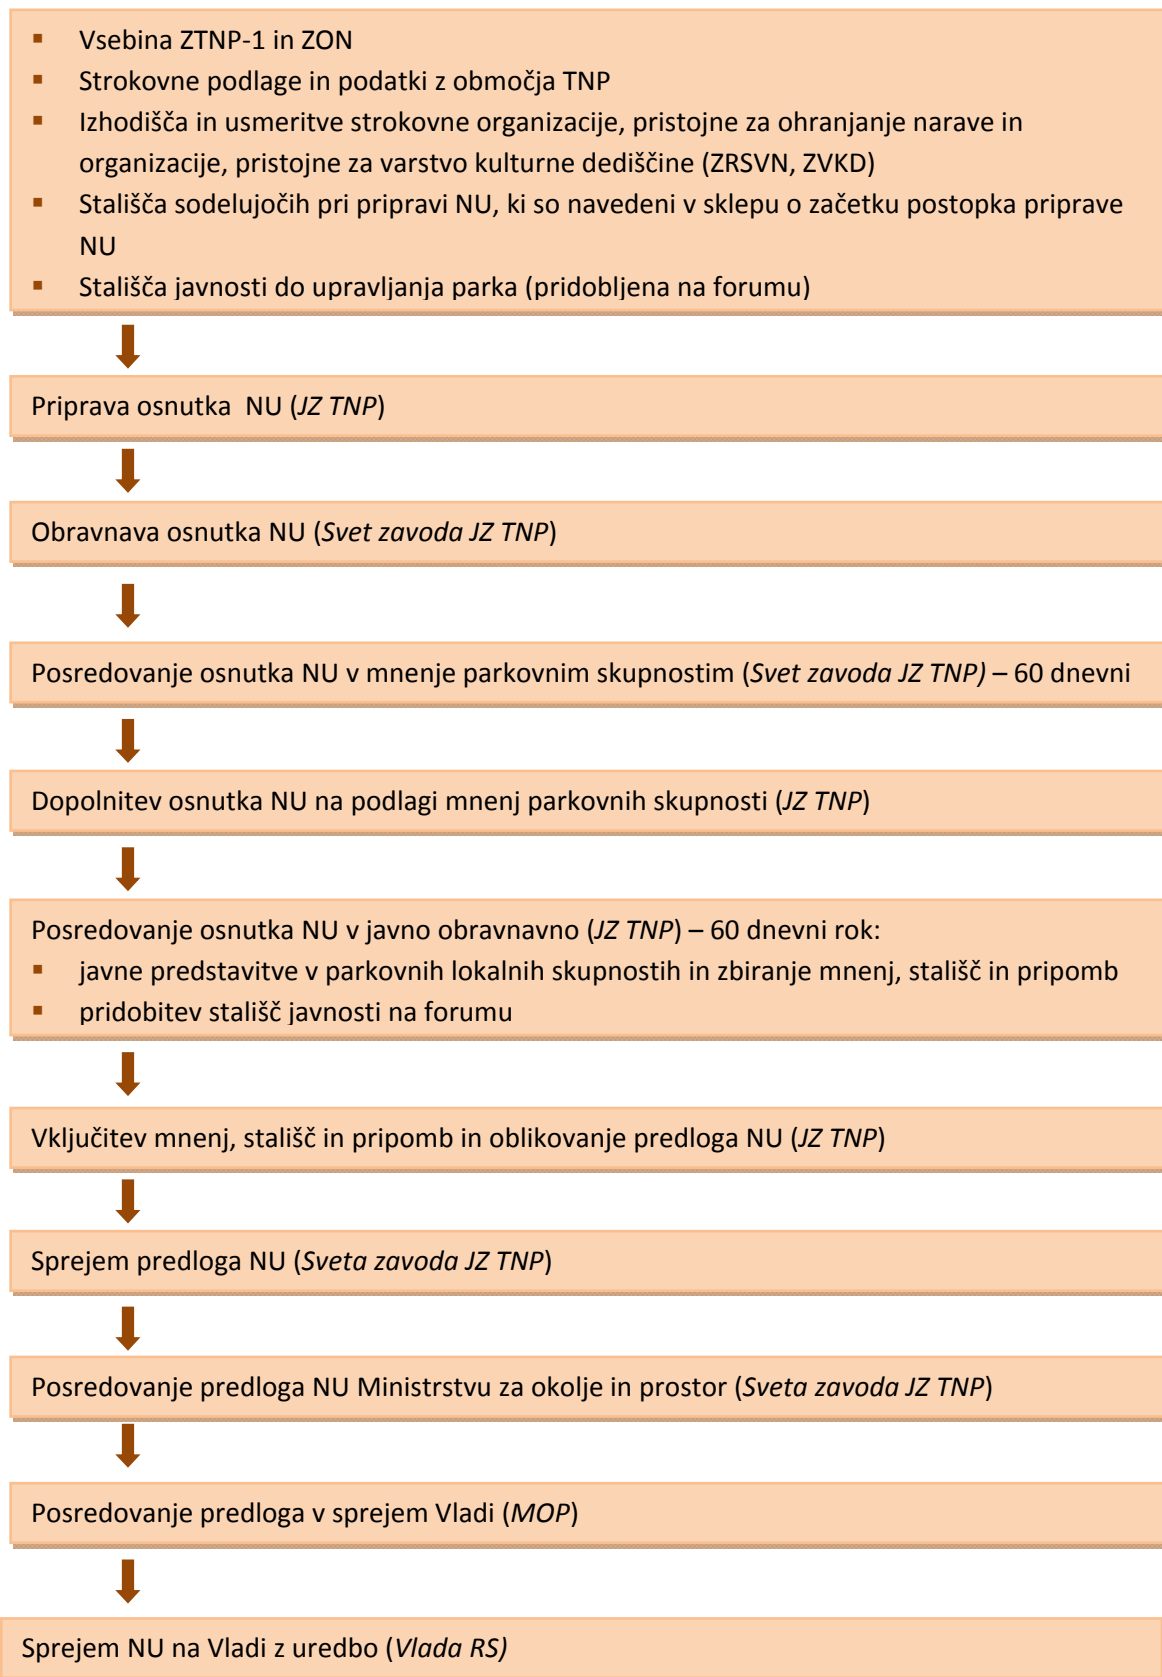 ▪ Vsebina ZTNP-1 in ZON
▪ Strokovne podlage in podatki z območja TNP
▪ Izhodišča in usmeritve strokovne organizacije, pristojne za ohranjanje narave in
organizacije, pristojne za varstvo kulturne dediščine (ZRSVN, ZVKD)
▪ Stališča sodelujočih pri pripravi NU, ki so navedeni v sklepu o začetku postopka priprave
NU
▪ Stališča javnosti do upravljanja parka (pridobljena na forumu)
Priprava osnutka NU (JZ TNP)
Obravnava osnutka NU (Svet zavoda JZ TNP)
Posredovanje osnutka NU v mnenje parkovnim skupnostim (Svet zavoda JZ TNP) – 60 dnevni
Dopolnitev osnutka NU na podlagi mnenj parkovnih skupnosti (JZ TNP)
Posredovanje osnutka NU v javno obravnavno (JZ TNP) – 60 dnevni rok:
▪ javne predstavitve v parkovnih lokalnih skupnostih in zbiranje mnenj, stališč in pripomb
▪ pridobitev stališč javnosti na forumu
Vključitev mnenj, stališč in pripomb in oblikovanje predloga NU (JZ TNP)
Sprejem predloga NU (Sveta zavoda JZ TNP)
Posredovanje predloga NU Ministrstvu za okolje in prostor (Sveta zavoda JZ TNP)
Posredovanje predloga v sprejem Vladi (MOP)
Sprejem NU na Vladi z uredbo (Vlada RS)